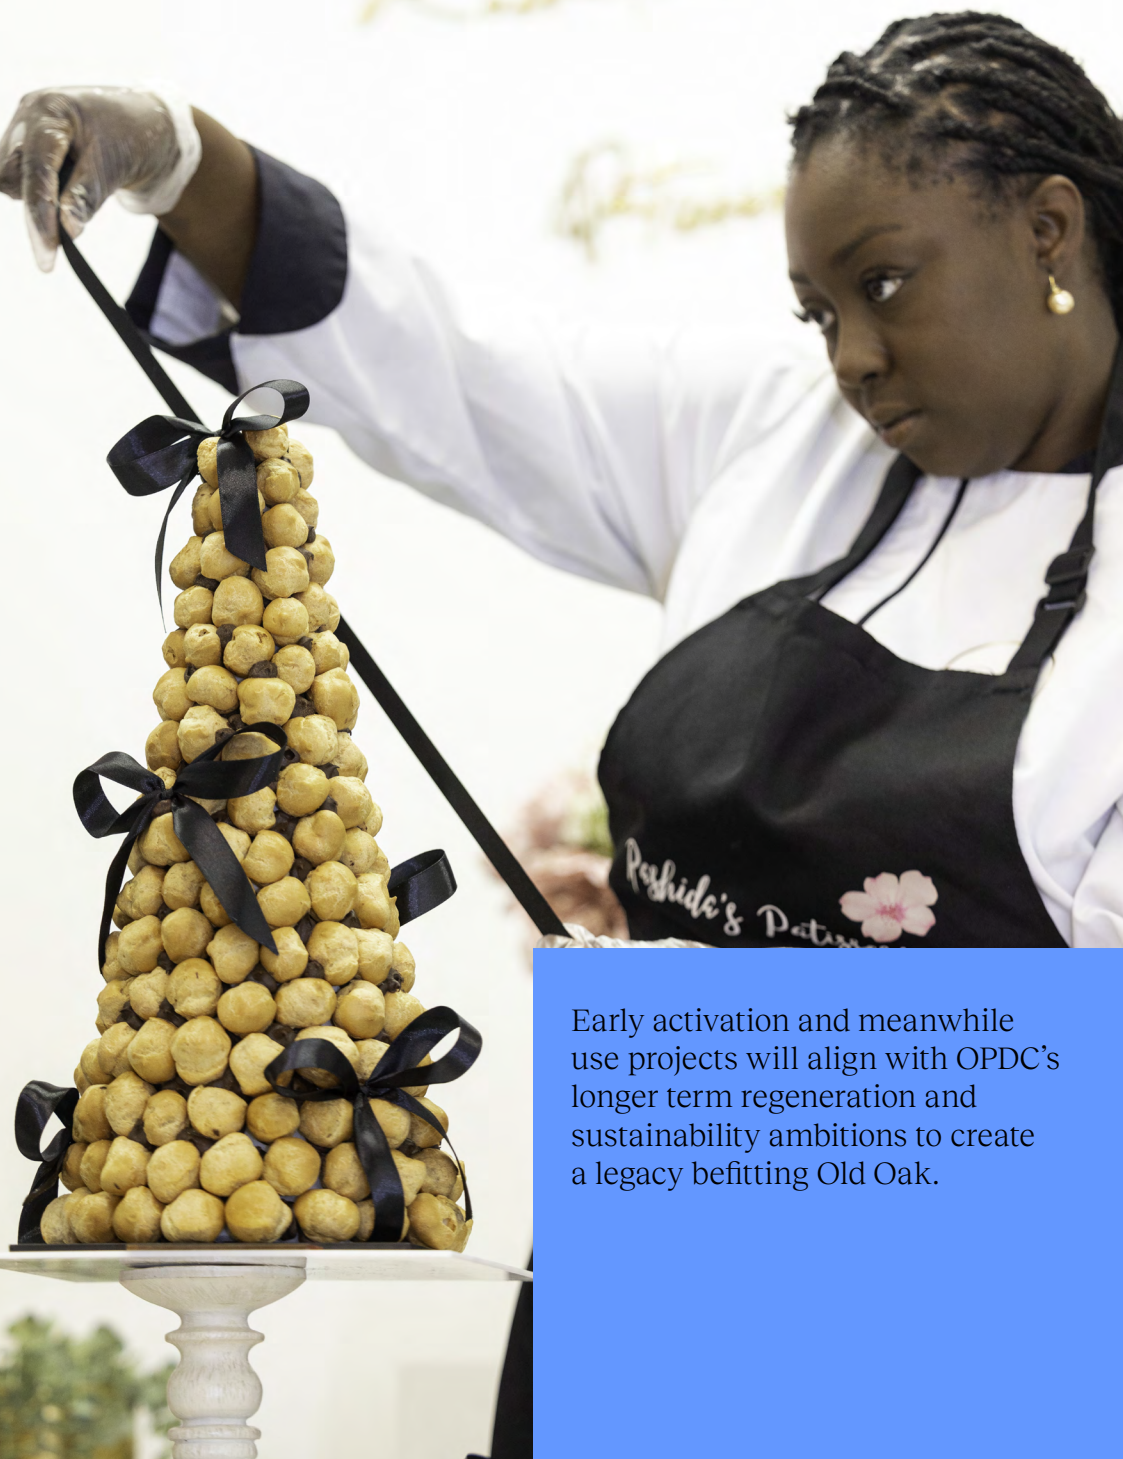 Rashida's
Early activation and meanwhile
use projects will align with OPDC’s
longer term regeneration and
sustainability ambitions to create
a legacy befitting Old Oak.